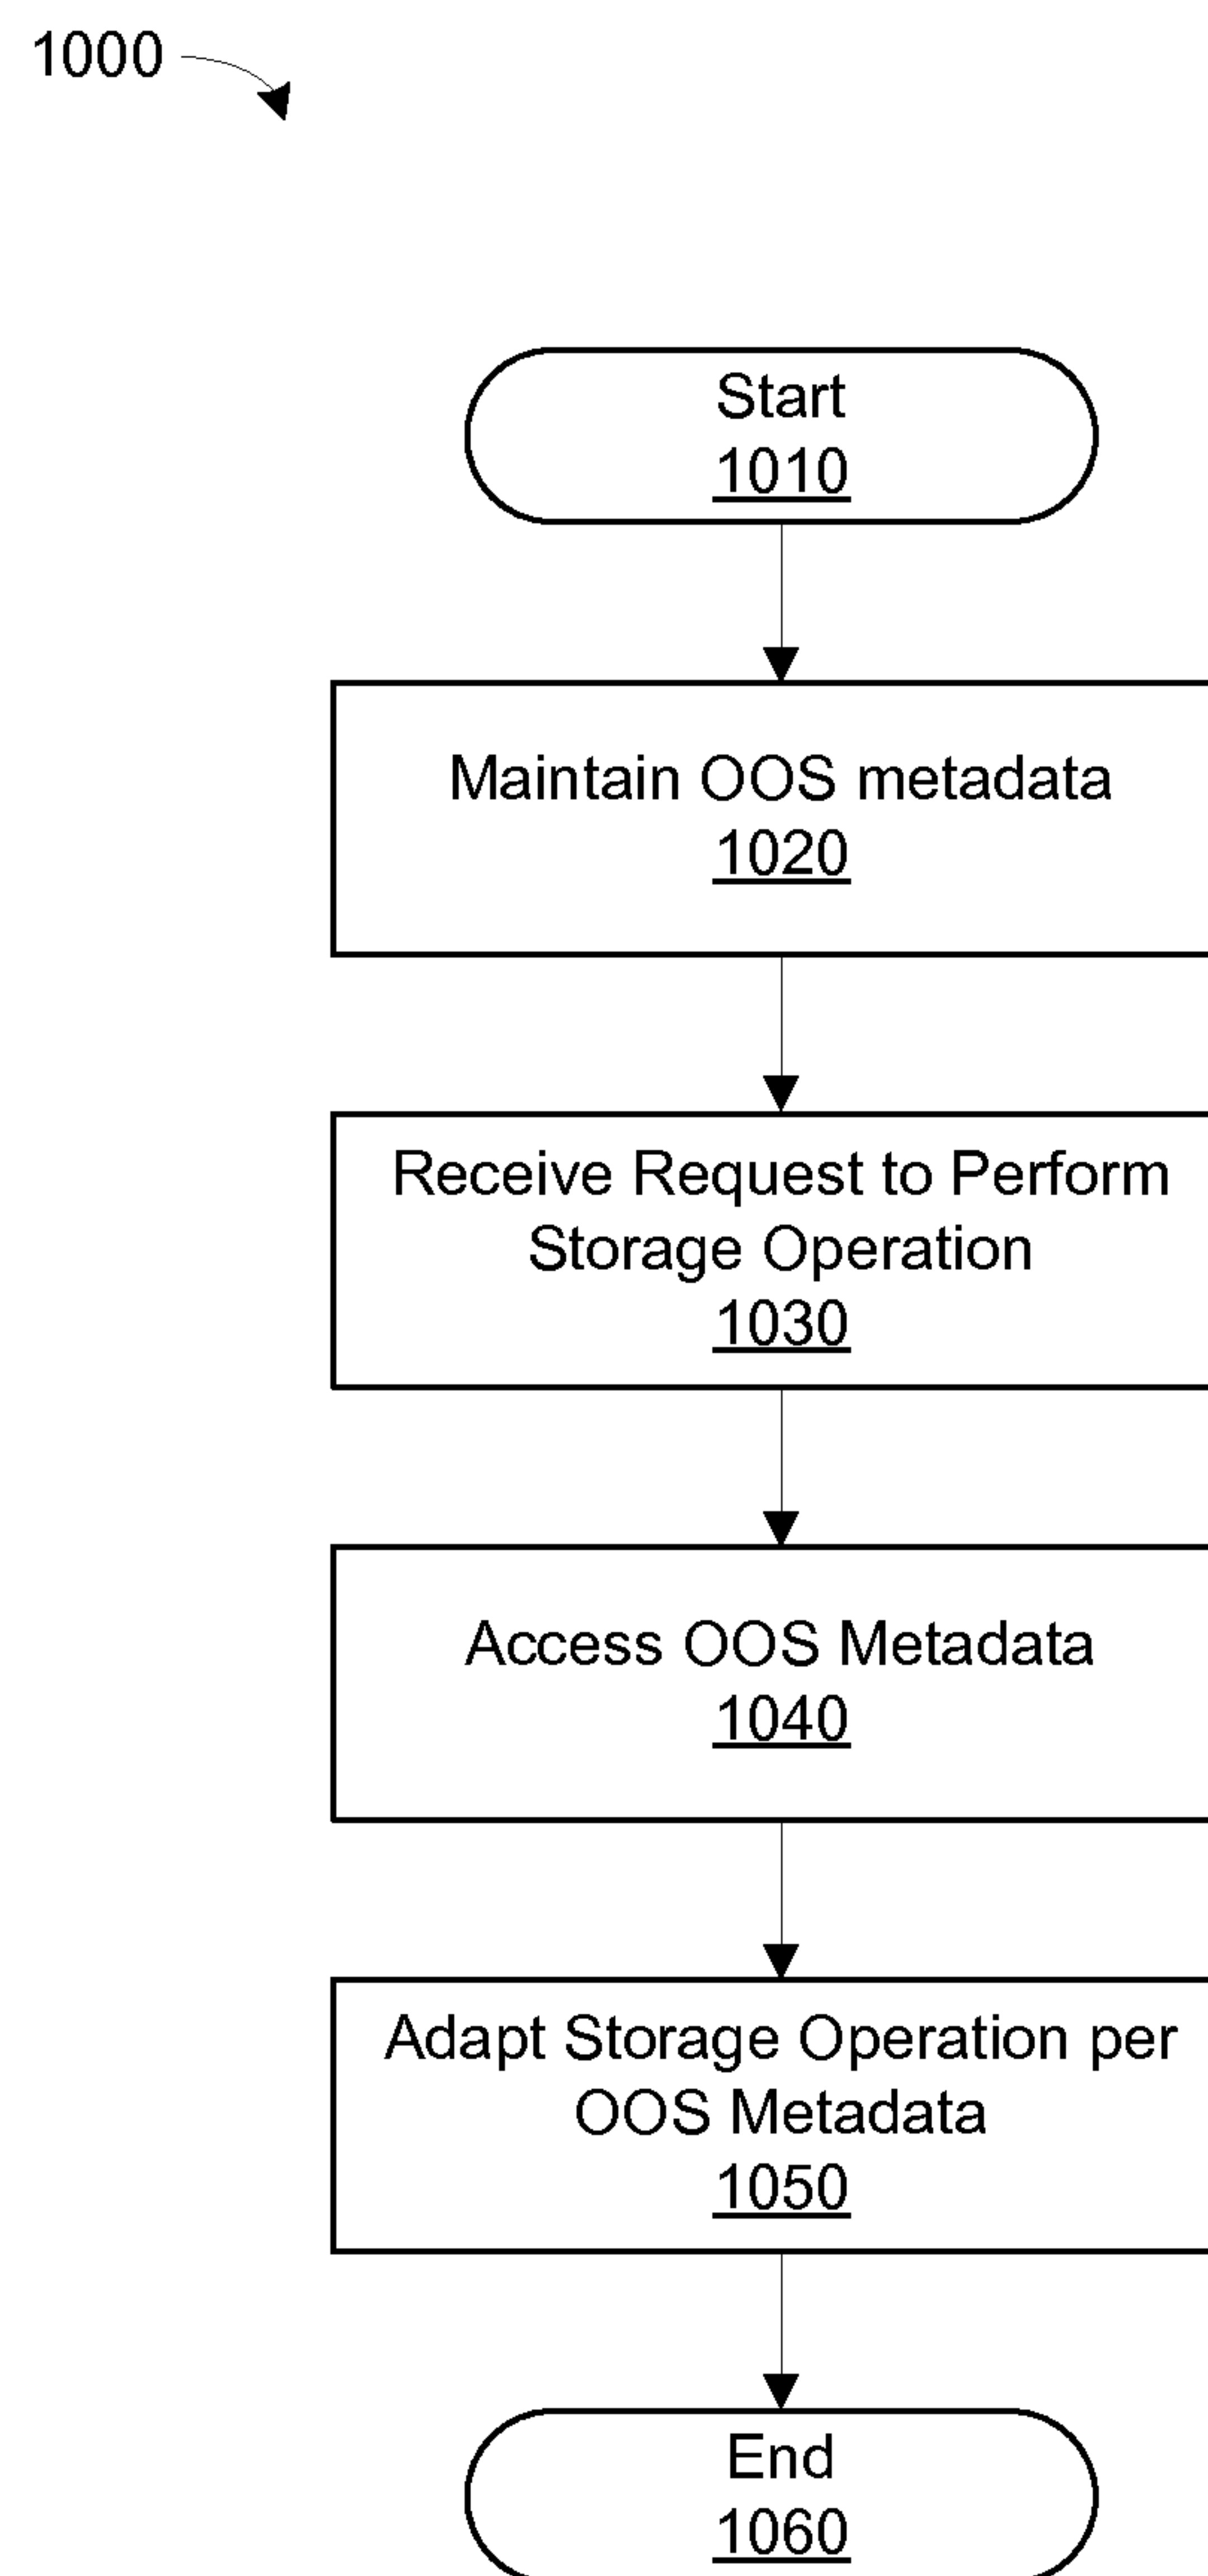 1000
Start
1010
Maintain OOS metadata
1020
Receive Request to Perform
Storage Operation
1030
Access OOS Metadata
1040
Adapt Storage Operation per
OOS Metadata
1050
End
1060